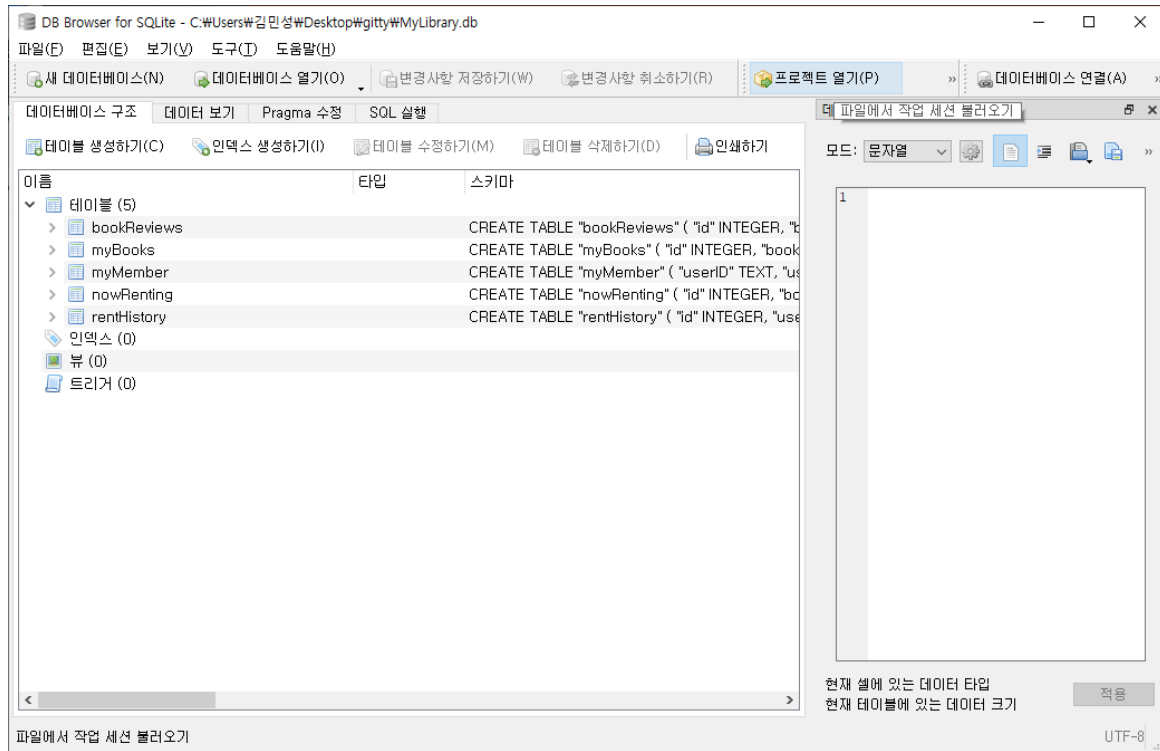 DB Browser for SQLite - C:₩Users₩김민성₩Desktop₩gitty₩MyLibrary.db
파일(F) 편집(E) 보기(V) 도구(T) 도움말(H)
새 데이터베이스(N) 데이터베이스 열기(O) 변경사항 저장하기(W) 변경사항 취소하기(R) 프로젝트 열기(P) » 데이터베이스 연결(A) »
데이터베이스 구조 데이터 보기 Pragma 수정 SQL 실행
파일에서 작업 세션 불러오기
테이블 생성하기(C) 인덱스 생성하기(I) 테이블 수정하기(M) 테이블 삭제하기(D) 인쇄하기
모드: 문자열 »
이름 타입 스키마
테이블 (5)
bookReviews CREATE TABLE "bookReviews" ( "id" INTEGER, "b
myBooks CREATE TABLE "myBooks" ( "id" INTEGER, "book
myMember CREATE TABLE "myMember" ( "userID" TEXT, "us
nowRenting CREATE TABLE "nowRenting" ( "id" INTEGER, "bo
rentHistory CREATE TABLE "rentHistory" ( "id" INTEGER, "use
인덱스 (0)
뷰 (0)
트리거 (0)
1
현재 셀에 있는 데이터 타입
현재 테이블에 있는 데이터 크기
적용
파일에서 작업 세션 불러오기
UTF-8